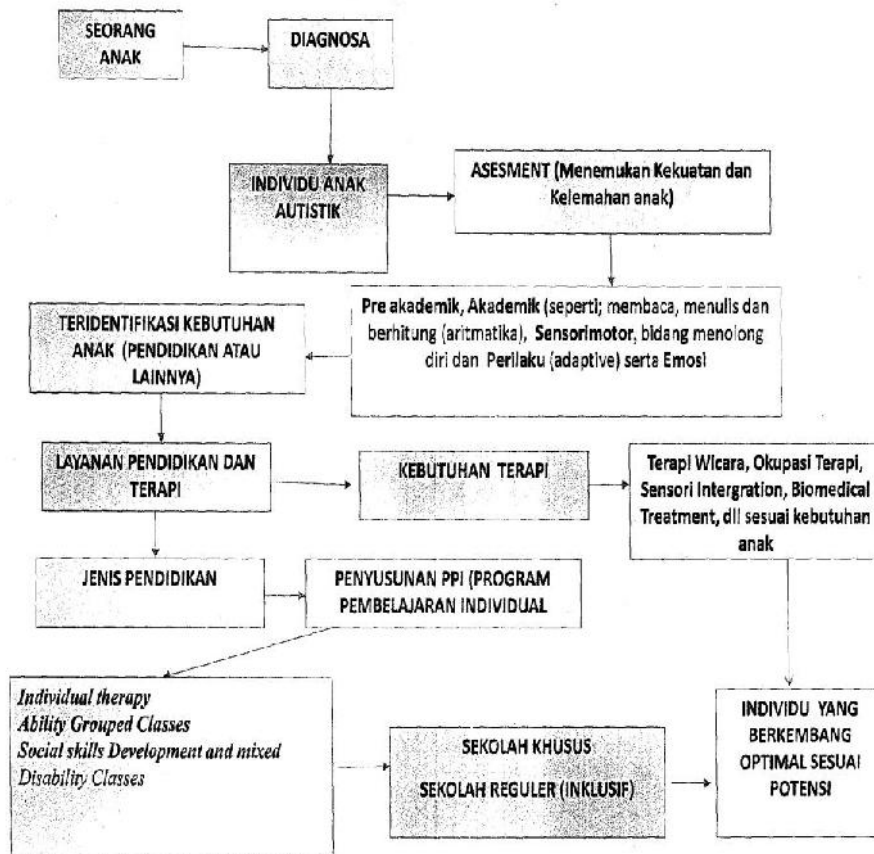 SEORANG
ANAK
DIAGNOSA
INDIVIDU ANAK
AUTISTIK
ASESMENT (Menemukan Kekuatan dan
Kelemahan anak)
Pre akademik, Akademik (seperti; membaca, menulis dan
berhitung (aritmatika), Sensorimotor, bidang menolong
diri dan Perilaku (adaptive) serta Emosi
TERIDENTIFIKASI KEBUTUHAN
ANAK (PENDIDIKAN ATAU
LAINNYA)
LAYANAN PENDIDIKAN DAN
TERAPI
KEBUTUHAN TERAPI
Terapi Wicara, Okupasi Terapi,
Sensori Intergration, Biomedical
Treatment, dll sesuai kebutuhan
anak
JENIS PENDIDIKAN
PENYUSUNAN PPI (PROGRAM
PEMBELAJARAN INDIVIDUAL
Individual therapy
Ability Grouped Classes
Social skills Development and mixed
Disability Classes
SEKOLAH KHUSUS
SEKOLAH REGULER (INKLUSIF)
INDIVIDU YANG
BERKEMBANG
OPTIMAL SESUAI
POTENSI